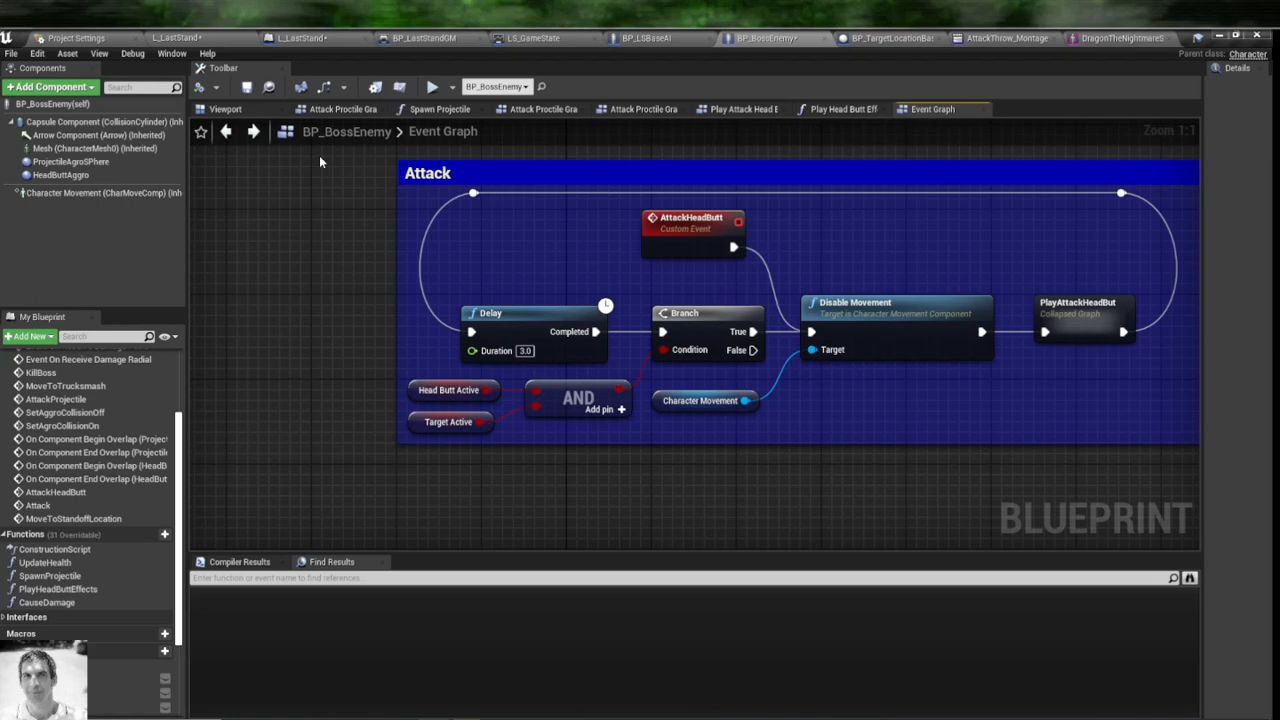 Project Settings
L_LastStand*
L_LastStand*
BP_LastStandGM
LS_GameState
BP_LSBaseAI
BP_BossEnemy*
BP_TargetLocationBas
AttackThrow_Montage
DragonTheNightmareS
File Edit Asset View Debug Window Help
Parent class: Character
Components
Toolbar
Details
+Add Component
Search
BP_BossEnemy
BP_BossEnemy(self)
Viewport
Attack Proctile Gra
Spawn Projectile
Attack Proctile Gra
Attack Proctile Gra
Play Attack Head E
Play Head Butt Eff
Event Graph
Capsule Component (CollisionCylinder) (Inh
Arrow Component (Arrow) (Inherited)
Mesh (CharacterMesh0) (Inherited)
ProjectileAgroSPhere
HeadButtAggro
Character Movement (CharMoveComp) (Inh
BP_BossEnemy > Event Graph
Zoom 1:1
Attack
AttackHeadButt
Custom Event
Delay
Completed
Duration 3.0
Branch
True
Condition
False
Disable Movement
Target is Character Movement Component
Target
PlayAttackHeadBut
Collapsed Graph
Head Butt Active
Target Active
AND
Add pin +
Character Movement
BLUEPRINT
My Blueprint
+Add New
Search
Event On Receive Damage Radial
KillBoss
MoveToTrucksmash
AttackProjectile
SetAggroCollisionOff
SetAggroCollisionOn
On Component Begin Overlap (Project
On Component End Overlap (Projectile
On Component Begin Overlap (HeadB
On Component End Overlap (HeadBut
AttackHeadButt
Attack
MoveToStandoffLocation
Functions (31 Overridable)
ConstructionScript
UpdateHealth
SpawnProjectile
PlayHeadButtEffects
CauseDamage
Interfaces
Macros
Compiler Results
Find Results
Enter function or event name to find references...